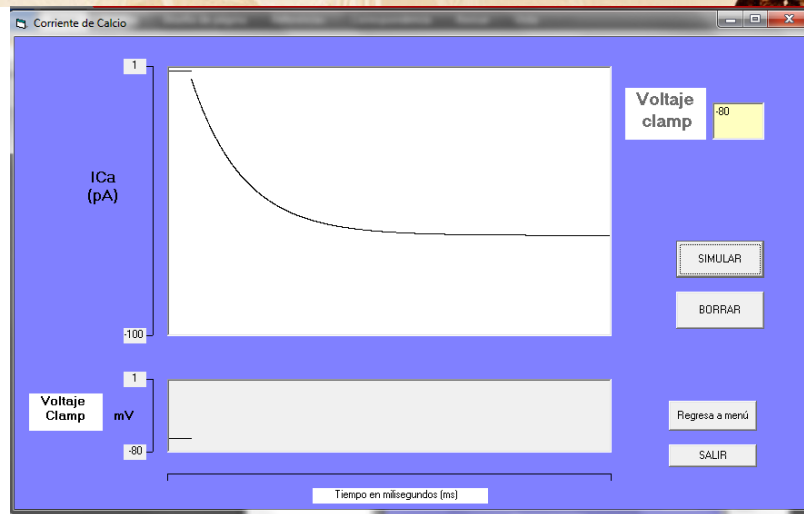 Corriente de Calcio
1
ICa
(pA)
-100
Voltaje
clamp
-80
SIMULAR
BORRAR
1
Voltaje
Clamp
mV
-80
Regresa a menú
SALIR
Tiempo en milisegundos (ms)